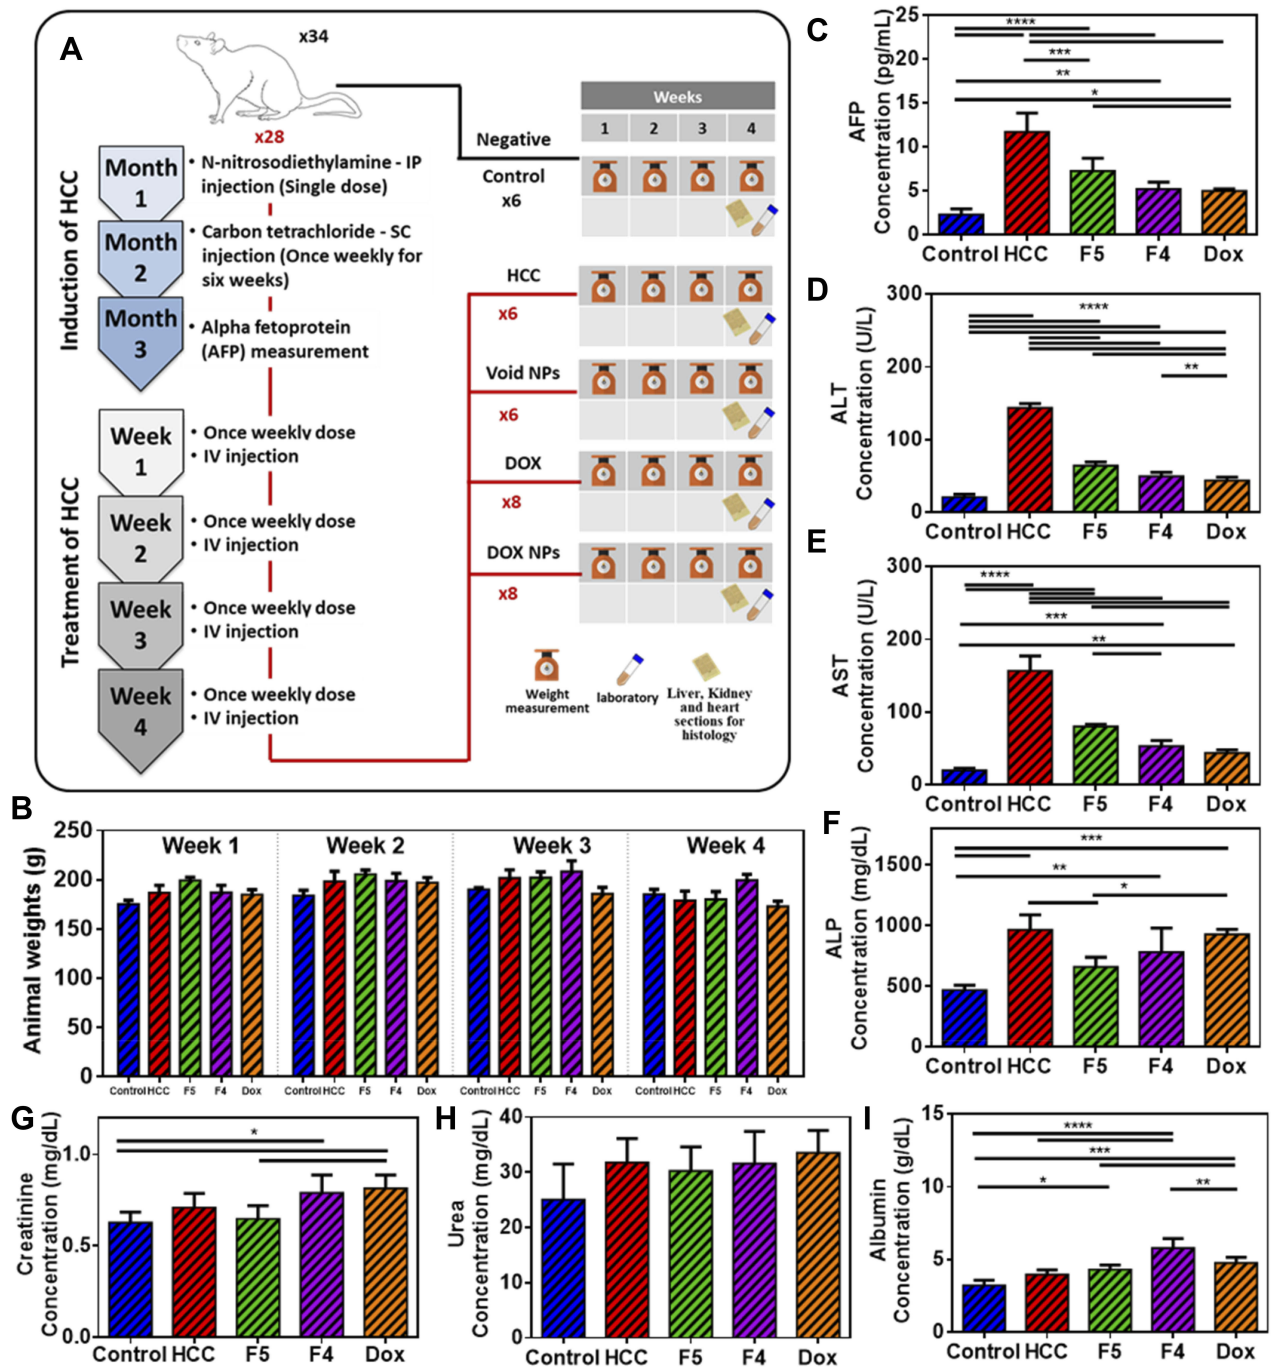 A
x34
x28
Induction of HCC
Month
1
• N-nitrosodiethylamine - IP
injection (Single dose)
Month
2
• Carbon tetrachloride - SC
injection (Once weekly for
six weeks)
Month
3
• Alpha fetoprotein
(AFP) measurement
Treatment of HCC
Week
1
• Once weekly dose
• IV injection
Week
2
• Once weekly dose
• IV injection
Week
3
• Once weekly dose
• IV injection
Week
4
• Once weekly dose
• IV injection
Weeks
1 2 3 4
Negative
Control
x6
HCC
x6
Void NPs
x6
DOX
x8
DOX NPs
x8
Weight
measurement
laboratory
Liver, Kidney
and heart
sections for
histology
B
Animal weights (g)
250
200
150
100
50
0
Week 1 Week 2 Week 3 Week 4
Control HCC F5 F4 Dox Control HCC F5 F4 Dox Control HCC F5 F4 Dox Control HCC F5 F4 Dox
C
AFP
Concentration (pg/mL)
25
20
15
10
5
0
****
***
**
*
Control HCC F5 F4 Dox
D
ALT
Concentration (U/L)
300
200
100
0
****
**
Control HCC F5 F4 Dox
E
AST
Concentration (U/L)
300
200
100
0
****
***
**
Control HCC F5 F4 Dox
F
ALP
Concentration (mg/dL)
1500
1000
500
0
***
**
*
Control HCC F5 F4 Dox
G
Creatinine
Concentration (mg/dL)
1.0
0.5
0.0
*
Control HCC F5 F4 Dox
H
Urea
Concentration (mg/dL)
40
30
20
10
0
Control HCC F5 F4 Dox
I
Albumin
Concentration (g/dL)
15
10
5
0
****
***
*
**
Control HCC F5 F4 Dox